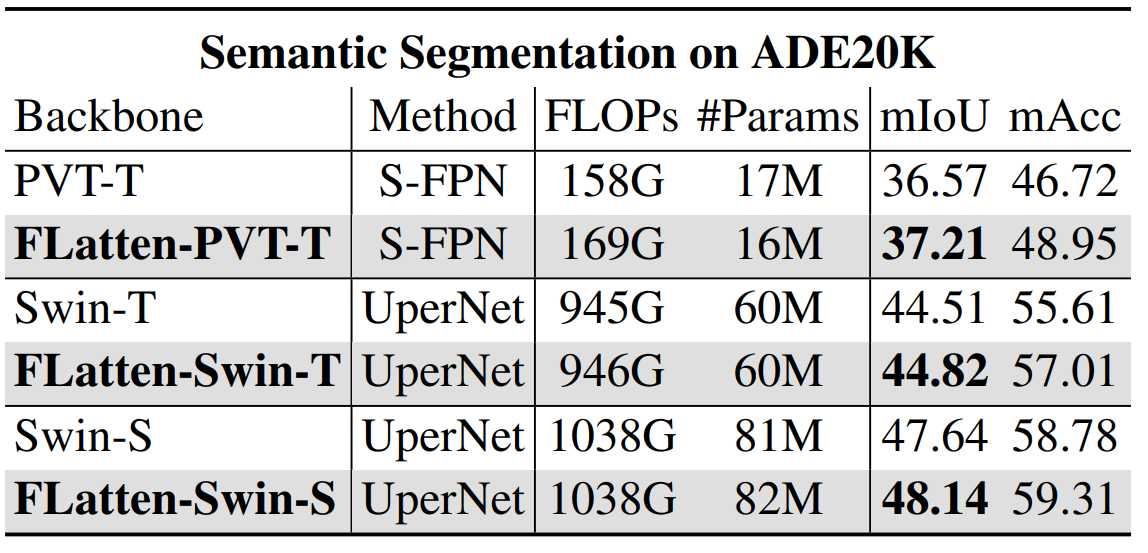 Semantic Segmentation on ADE20K
Backbone Method FLOPs #Params mIoU mAcc
PVT-T S-FPN 158G 17M 36.57 46.72
FLatten-PVT-T S-FPN 169G 16M 37.21 48.95
Swin-T UperNet 945G 60M 44.51 55.61
FLatten-Swin-T UperNet 946G 60M 44.82 57.01
Swin-S UperNet 1038G 81M 47.64 58.78
FLatten-Swin-S UperNet 1038G 82M 48.14 59.31